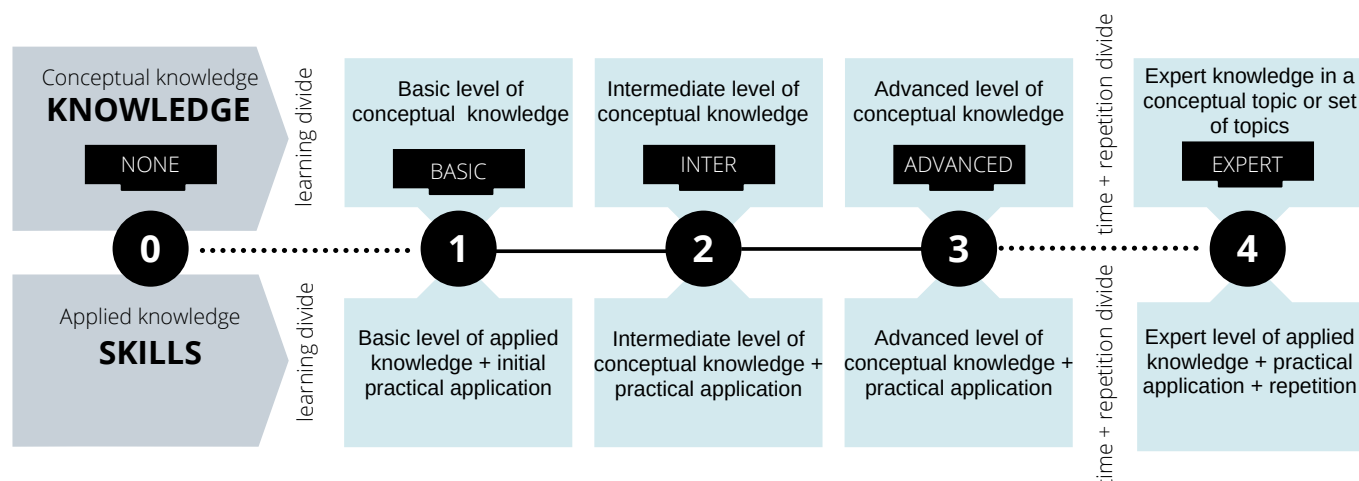 Conceptual knowledge
KNOWLEDGE
NONE
0
learning divide
Basic level of
conceptual knowledge
BASIC
1
Intermediate level of
conceptual knowledge
INTER
2
Advanced level of
conceptual knowledge
ADVANCED
3
time + repetition divide
Expert knowledge in a
conceptual topic or set
of topics
EXPERT
4
Applied knowledge
SKILLS
learning divide
Basic level of applied
knowledge + initial
practical application
Intermediate level of
conceptual knowledge +
practical application
Advanced level of
conceptual knowledge +
practical application
time + repetition divide
Expert level of applied
knowledge + practical
application + repetition